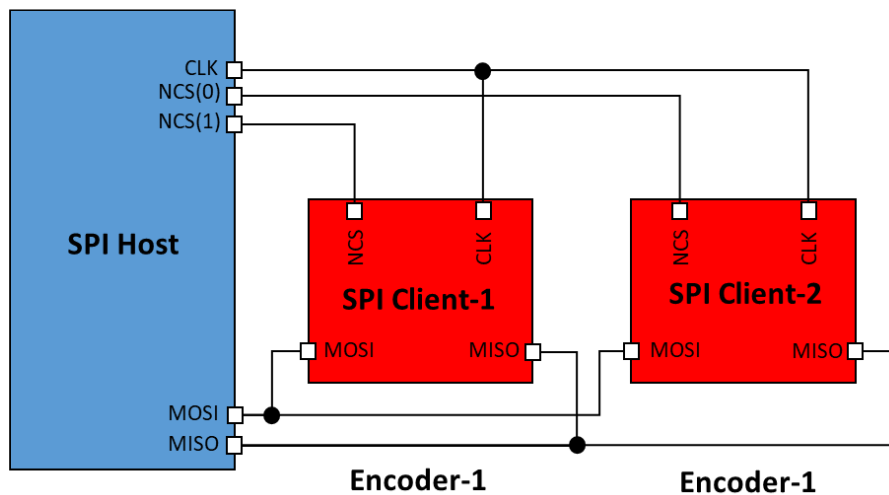 CLK
NCS(0)
NCS(1)
SPI Host
MOSI
MISO
NCS
CLK
SPI Client-1
MOSI
MISO
NCS
CLK
SPI Client-2
MOSI
MISO
Encoder-1
Encoder-1